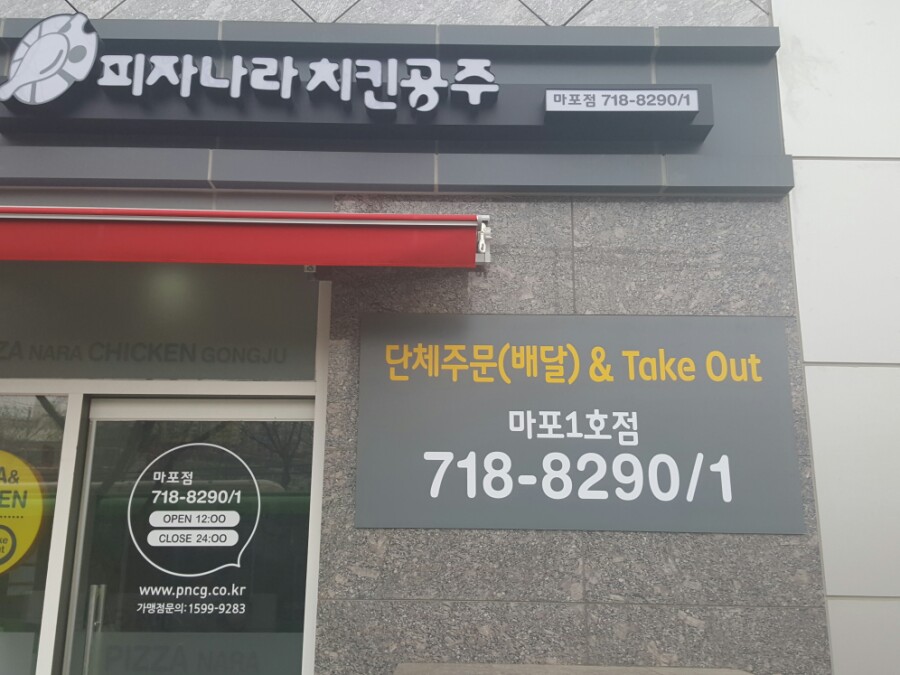 피자나라 치킨공주
마포점 718-8290/1
단체주문(배달) & Take Out
마포1호점
718-8290/1
NARA CHICKEN GONGJU
마포점
718-8290/1
OPEN 12:00
CLOSE 24:00
www.pncg.co.kr
가맹점문의:1599-9283
PIZZA NARA